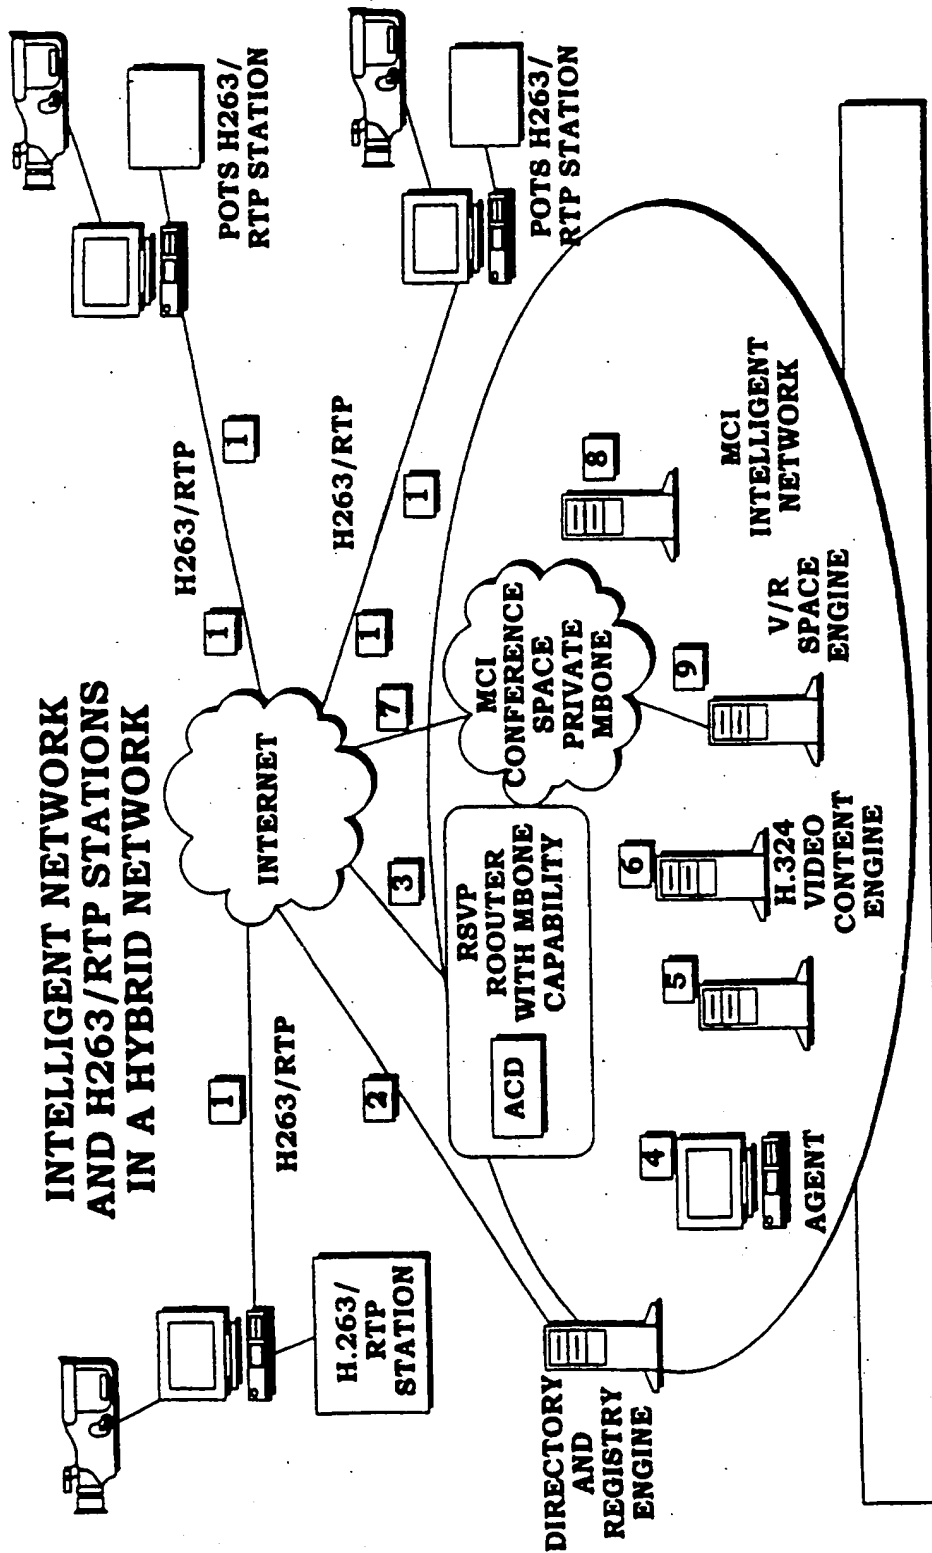 INTELLIGENT NETWORK
AND H263/RTP STATIONS
IN A HYBRID NETWORK
H.263/
RTP
STATION
1
H263/RTP
INTERNET
1
H263/RTP
1
POTS H263/
RTP STATION
1
H263/RTP
1
POTS H263/
RTP STATION
2
3
7
DIRECTORY
AND
REGISTRY
ENGINE
ACD
RSVP
ROOUTER
WITH MBONE
CAPABILITY
MCI
CONFERENCE
SPACE
PRIVATE
MBONE
8
4
AGENT
5
6
H.324
VIDEO
CONTENT
ENGINE
9
V/R
SPACE
ENGINE
MCI
INTELLIGENT
NETWORK